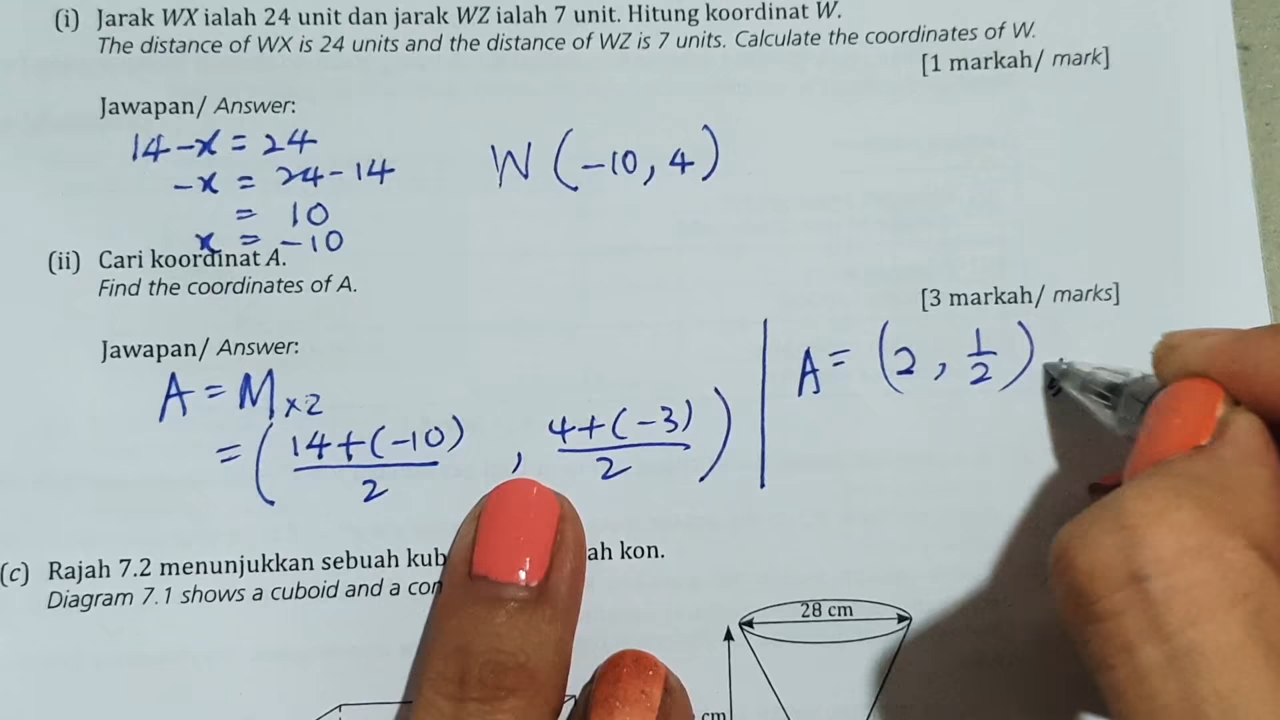 (i) Jarak WX ialah 24 unit dan jarak WZ ialah 7 unit. Hitung koordinat W.
The distance of WX is 24 units and the distance of WZ is 7 units. Calculate the coordinates of W.
[1 markah/ mark]
Jawapan/ Answer:
14 - x = 24
-x = 24 - 14
= 10
x = -10
W (-10, 4)
(ii) Cari koordinat A.
Find the coordinates of A.
[3 markah/ marks]
Jawapan/ Answer:
A = M x2
= ( 14+(-10) / 2 , 4+(-3) / 2 )
A = (2, 1/2)
(c) Rajah 7.2 menunjukkan sebuah kon.
Diagram 7.1 shows a cuboid and a
28 cm
cm